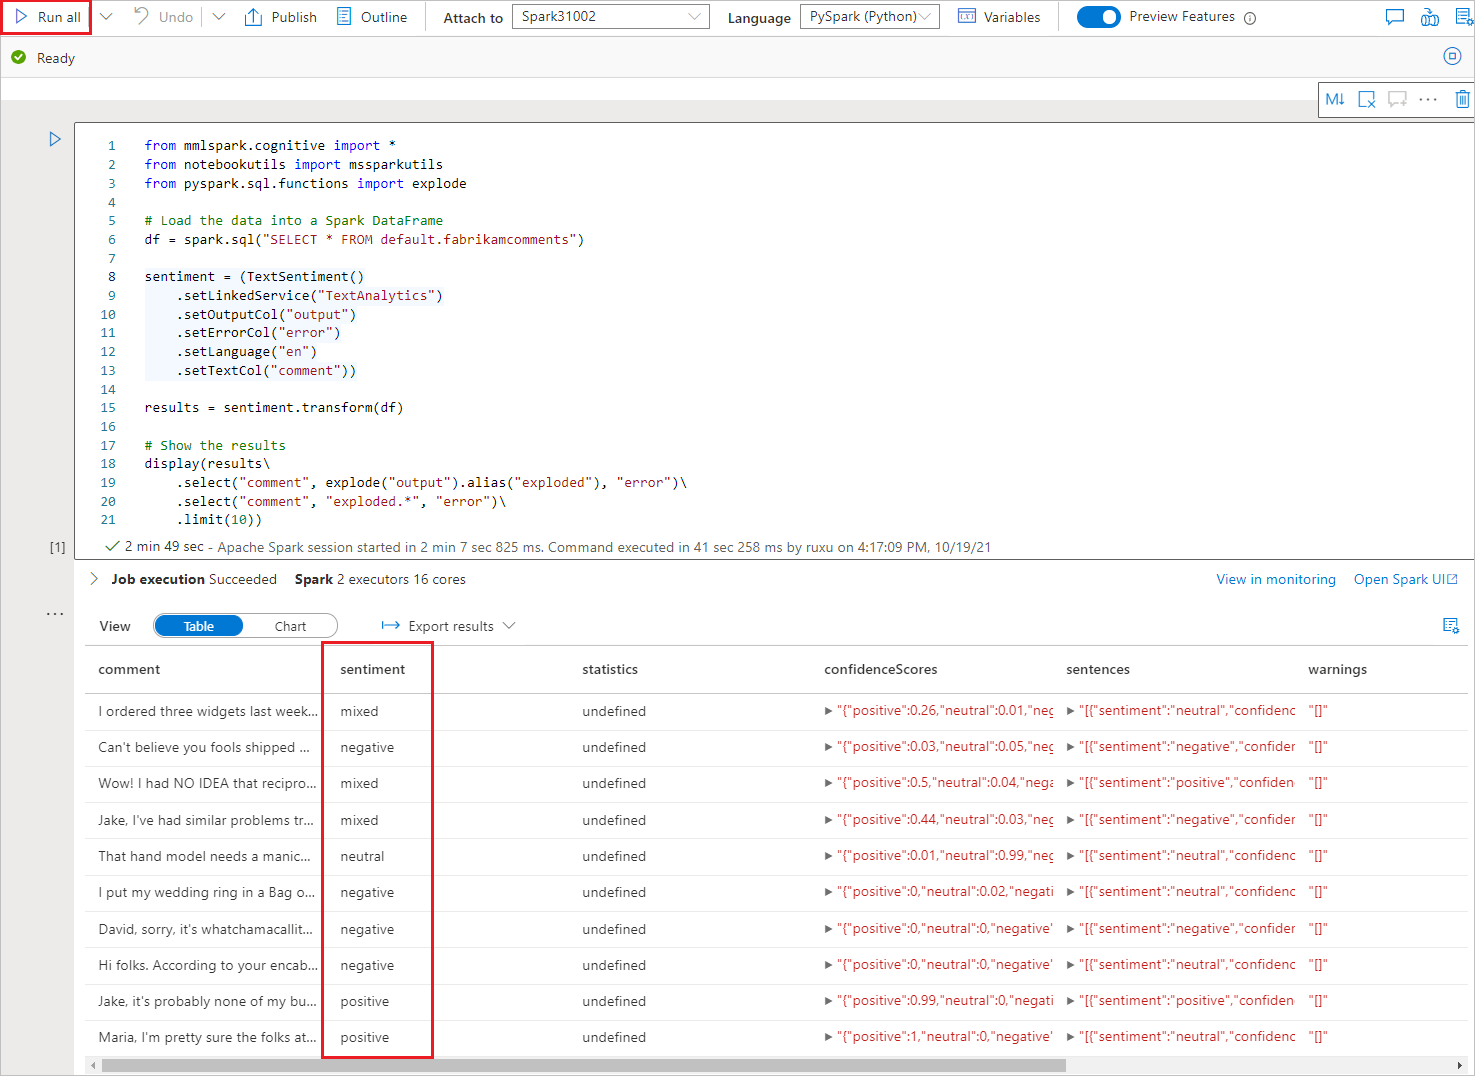 Run all Undo Publish Outline Attach to Spark31002 Language PySpark (Python) Variables Preview Features
Ready
M↓ ...
1 from mmlspark.cognitive import *
2 from notebookutils import mssparkutils
3 from pyspark.sql.functions import explode
4
5 # Load the data into a Spark DataFrame
6 df = spark.sql("SELECT * FROM default.fabrikamcomments")
7
8 sentiment = (TextSentiment()
9 .setLinkedService("TextAnalytics")
10 .setOutputCol("output")
11 .setErrorCol("error")
12 .setLanguage("en")
13 .setTextCol("comment"))
14
15 results = sentiment.transform(df)
16
17 # Show the results
18 display(results\
19 .select("comment", explode("output").alias("exploded"), "error")\
20 .select("comment", "exploded.*", "error")\
21 .limit(10))
[1] 2 min 49 sec - Apache Spark session started in 2 min 7 sec 825 ms. Command executed in 41 sec 258 ms by ruxu on 4:17:09 PM, 10/19/21
Job execution Succeeded Spark 2 executors 16 cores View in monitoring Open Spark UI
...
View Table Chart Export results
comment sentiment statistics confidenceScores sentences warnings
I ordered three widgets last week... mixed undefined "{"positive":0.26,"neutral":0.01,"neg "[{"sentiment":"neutral","confidenc "[]"
Can't believe you fools shipped ... negative undefined "{"positive":0.03,"neutral":0.05,"neg "[{"sentiment":"negative","confider "[]"
Wow! I had NO IDEA that recipro... mixed undefined "{"positive":0.5,"neutral":0.04,"nega "[{"sentiment":"positive","confiden "[]"
Jake, I've had similar problems tr... mixed undefined "{"positive":0.44,"neutral":0.03,"neg "[{"sentiment":"negative","confider "[]"
That hand model needs a manic... neutral undefined "{"positive":0.01,"neutral":0.99,"neg "[{"sentiment":"neutral","confidenc "[]"
I put my wedding ring in a Bag o... negative undefined "{"positive":0,"neutral":0.02,"negati "[{"sentiment":"neutral","confidenc "[]"
David, sorry, it's whatchamacallit... negative undefined "{"positive":0,"neutral":0,"negative" "[{"sentiment":"negative","confider "[]"
Hi folks. According to your encab... negative undefined "{"positive":0,"neutral":0,"negative" "[{"sentiment":"neutral","confidenc "[]"
Jake, it's probably none of my bu... positive undefined "{"positive":0.99,"neutral":0,"negati "[{"sentiment":"positive","confiden "[]"
Maria, I'm pretty sure the folks at... positive undefined "{"positive":1,"neutral":0,"negative" "[{"sentiment":"neutral","confidenc "[]"